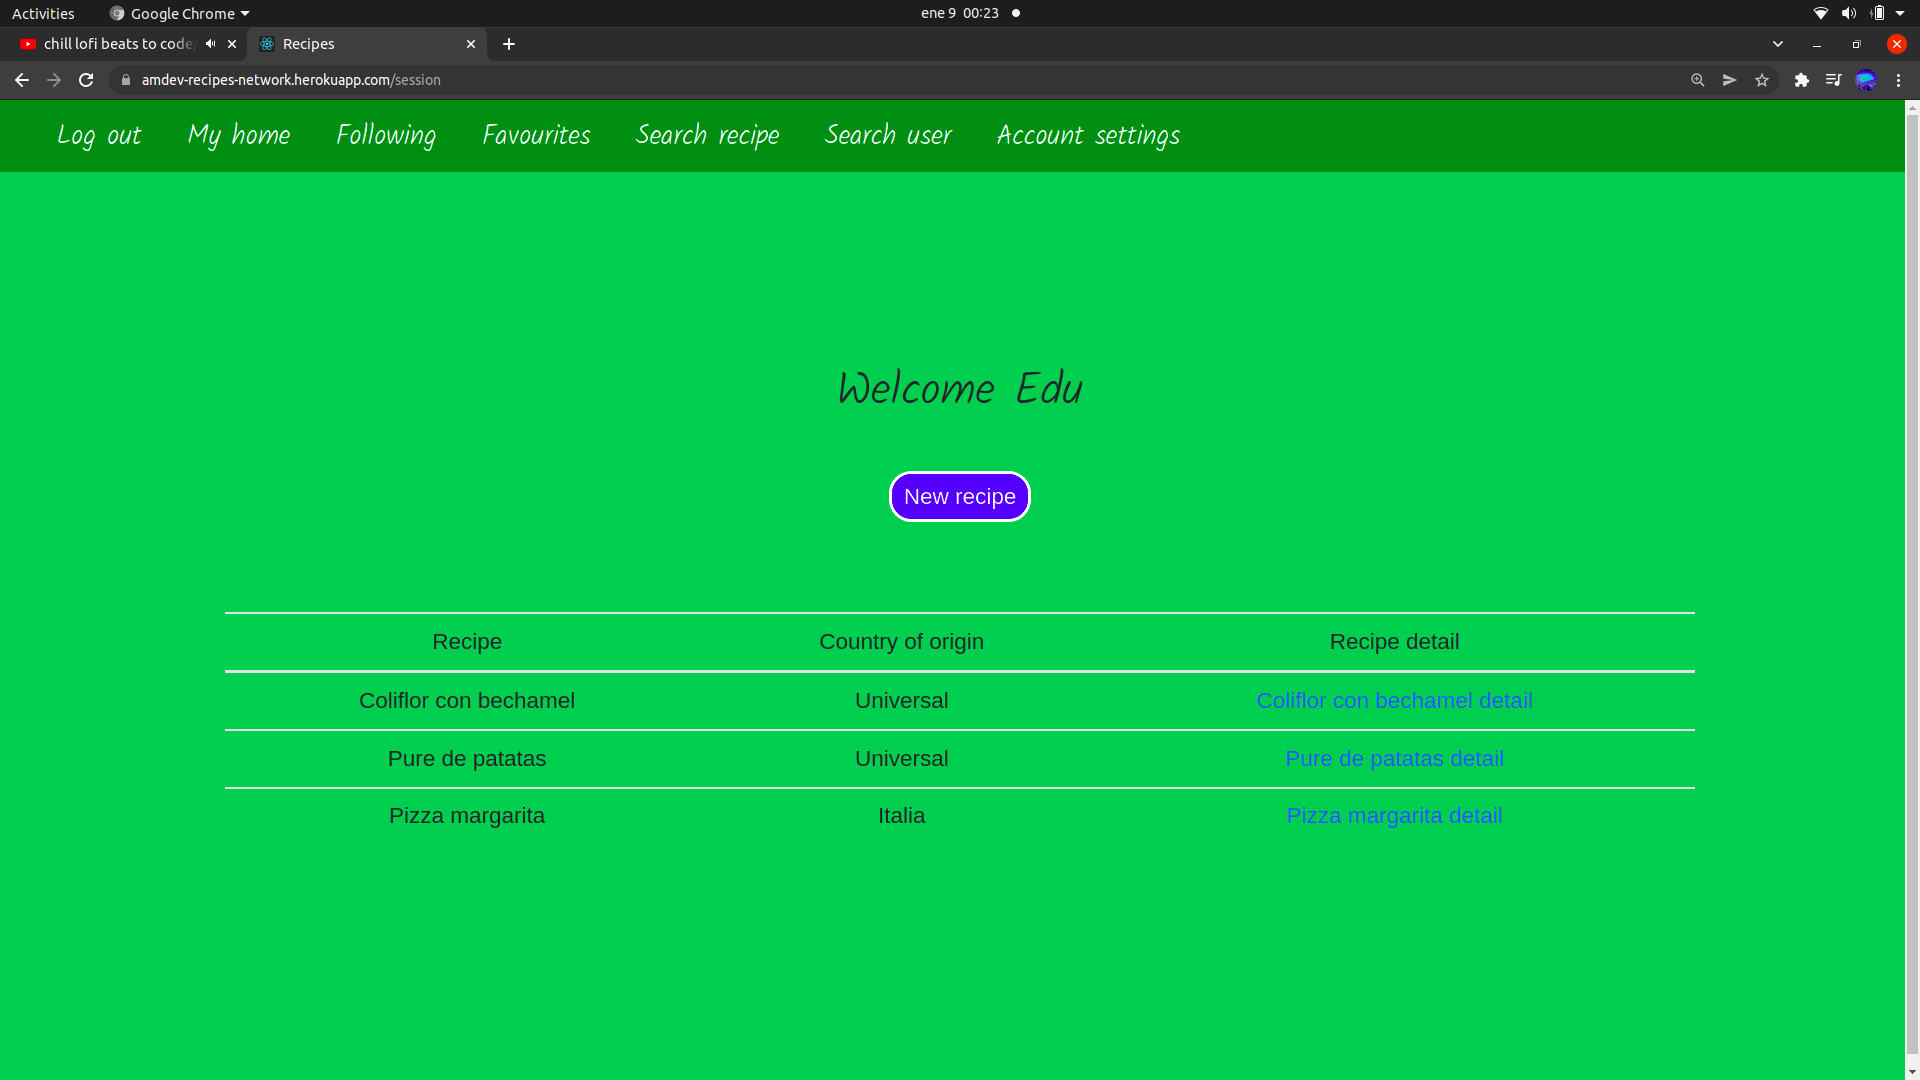 Activities Google Chrome ene 9 00:23
chill lofi beats to code Recipes
amdev-recipes-network.herokuapp.com/session
Log out My home Following Favourites Search recipe Search user Account settings
Welcome Edu
New recipe
Recipe Country of origin Recipe detail
Coliflor con bechamel Universal Coliflor con bechamel detail
Pure de patatas Universal Pure de patatas detail
Pizza margarita Italia Pizza margarita detail